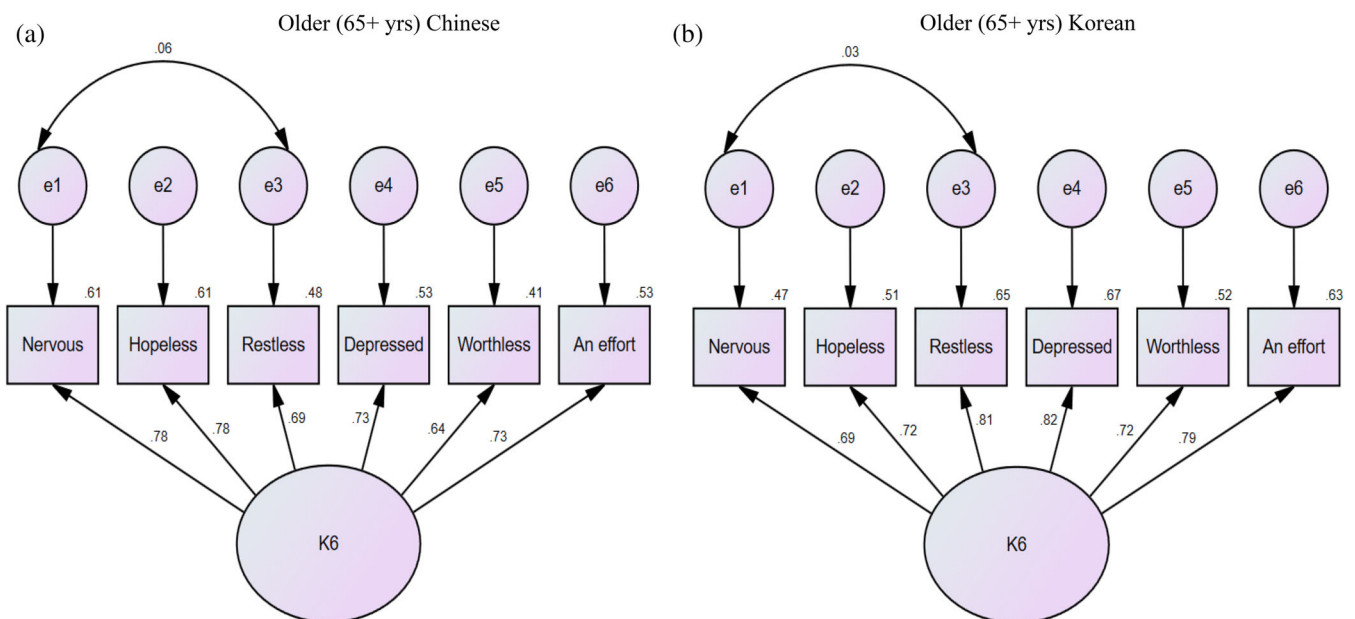 (a) Older (65+ yrs) Chinese
.06
e1 e2 e3 e4 e5 e6
.61 .61 .48 .53 .41 .53
Nervous Hopeless Restless Depressed Worthless An effort
.78 .78 .69 .73 .64 .73
K6
(b) Older (65+ yrs) Korean
.03
e1 e2 e3 e4 e5 e6
.47 .51 .65 .67 .52 .63
Nervous Hopeless Restless Depressed Worthless An effort
.69 .72 .81 .82 .72 .79
K6